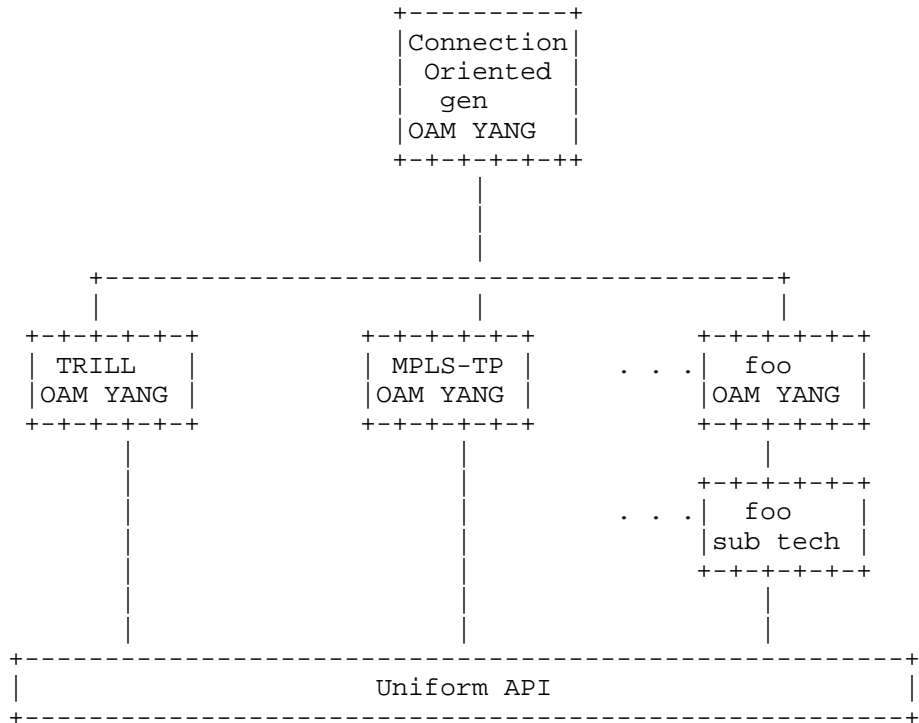 Connection
Oriented
gen
OAM YANG
TRILL MPLS-TP . . . foo
OAM YANG OAM YANG OAM YANG
. . . foo
sub tech
Uniform API